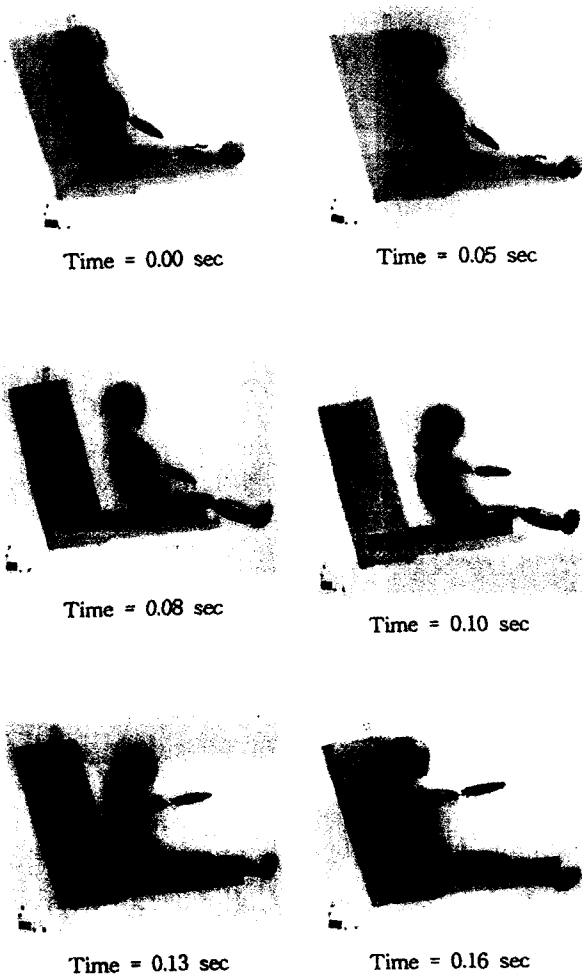 Time = 0.00 sec
Time = 0.05 sec
Time = 0.08 sec
Time = 0.10 sec
Time = 0.13 sec
Time = 0.16 sec